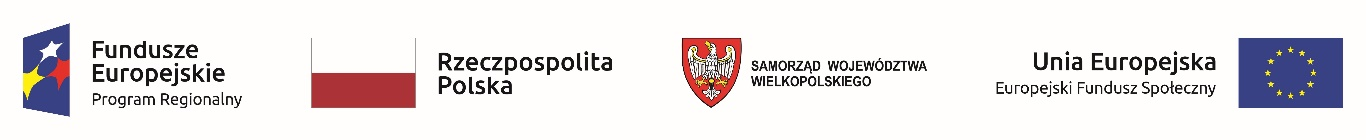 Fundusze
Europejskie
Program Regionalny
Rzeczpospolita
Polska
SAMORZĄD WOJEWÓDZTWA
WIELKOPOLSKIEGO
Unia Europejska
Europejski Fundusz Społeczny